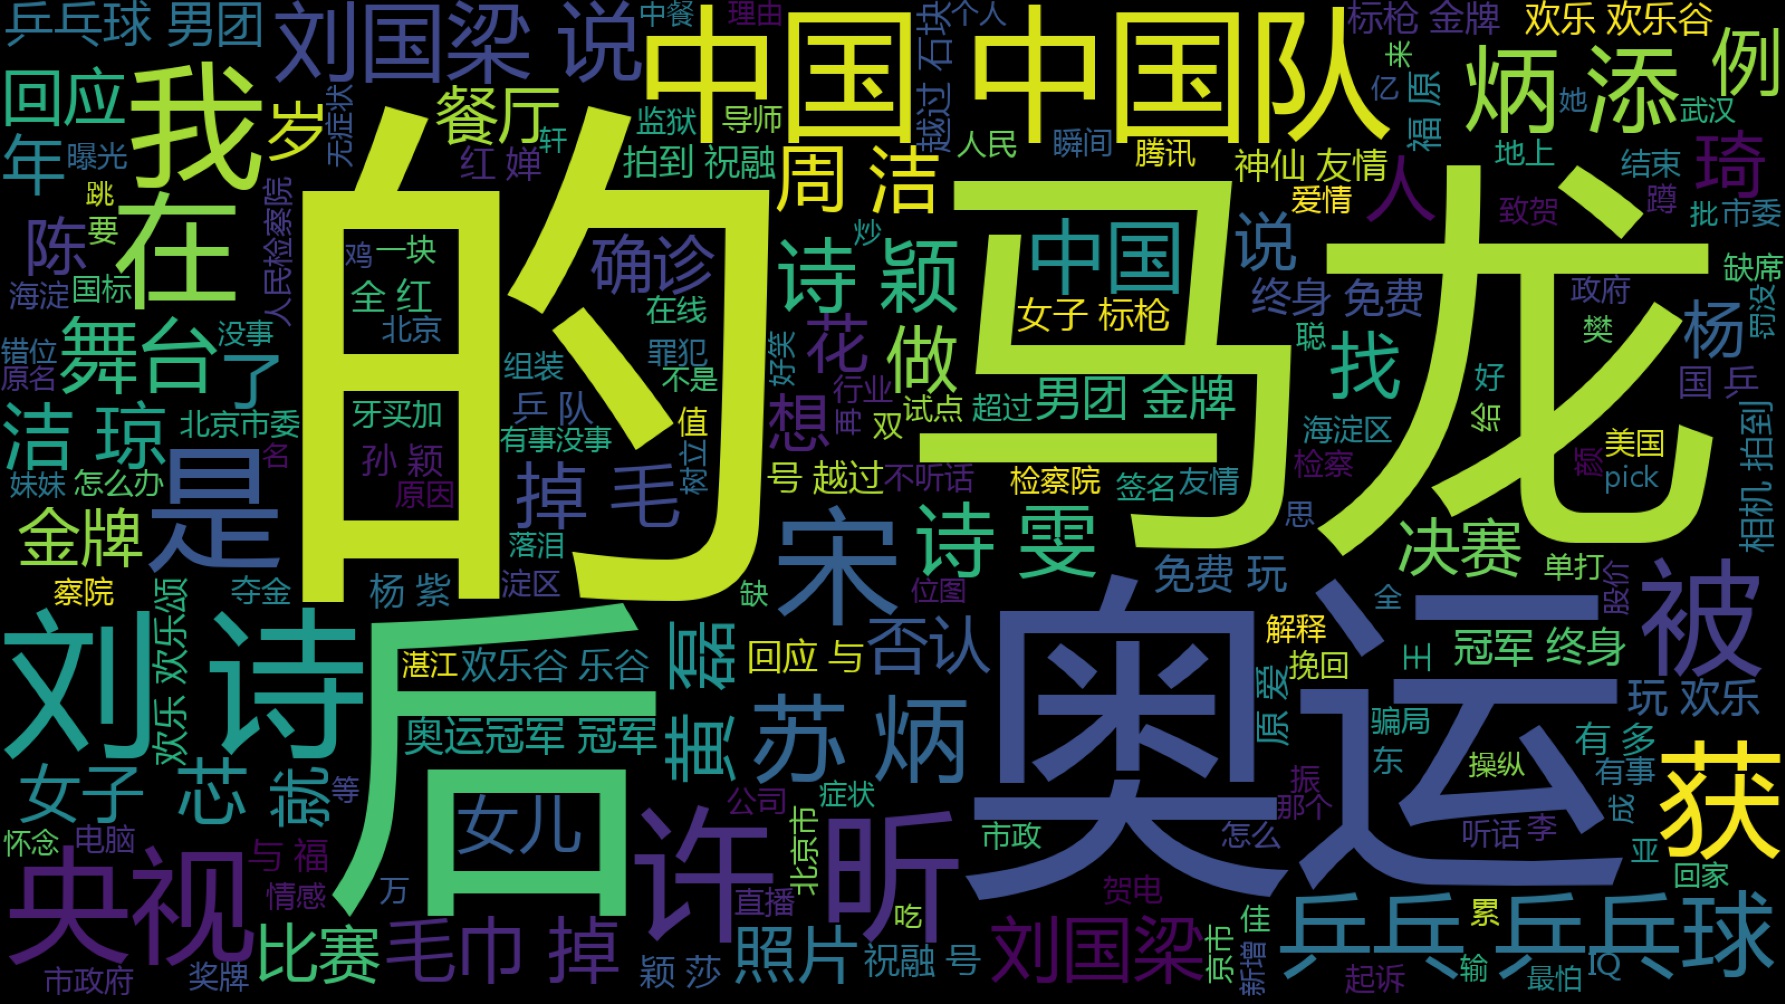 乒乓球 男团
刘国梁 说
中餐
理由
中国 中国队
越过 石块
个人
标枪 金牌
欢乐 欢乐谷
例
回应
我
岁
无症状
餐厅
轩
监狱
导师
人民
瞬间
腾讯
来
亿
福 原
炳 添
她
武汉
年
曝光
跳
红 婵
拍到 祝融
周 洁
神仙 友情
爱情
人
地上
结束
琦
致贺
蹲
批
市委
的
马龙
陈
要
在
人民检察院
鸡
一块
确诊
诗 颖
炒
中国
说
缺席
海淀
国标
全 红
在线
女子 标枪
终身 免费
政府
罚没
舞台
没事
了
北京
组装
罪犯
好笑
花
做
聪
找
樊
杨
错位
原名
不是
行业
男团 金牌
好
国 乒
洁 琼
北京市委
牙买加
乒 队
有事没事
值
想
再
双
试点
超过
海淀区
给
美国
相机 拍到
名
孙 颖
妹妹
怎么办
是
原因
掉 毛
树立
号 越过
不听话
检察院
签名
友情
检察
颜
pick
金牌
落泪
宋
诗 雯
思
决赛
察院
夺金
杨 紫
淀区
缺
位图
免费 玩
单打
全
股价
被
刘 诗
欢乐 欢乐颂
后
湛江
欢乐谷 乐谷
黄 磊
回应 与
否认
奥运
解释
挽回
王
冠军 终身
奥运冠军 冠军
苏 炳
原 爱
骗局
玩 欢乐
女子
芯
就
等
东
操纵
有 多
有事
获
女儿
公司
症状
振
那个
成
怀念
电脑
与 福
许 昕
北京市
市政
怎么
听话
李
亚
央视
情感
万
直播
吃
贺电
回家
市政府
奖牌
比赛
毛巾 掉
颖 莎
照片
祝融 号
刘国梁
京市
佳
新增
乒乓 乒乓球
累
起诉
输
最怕
IQ